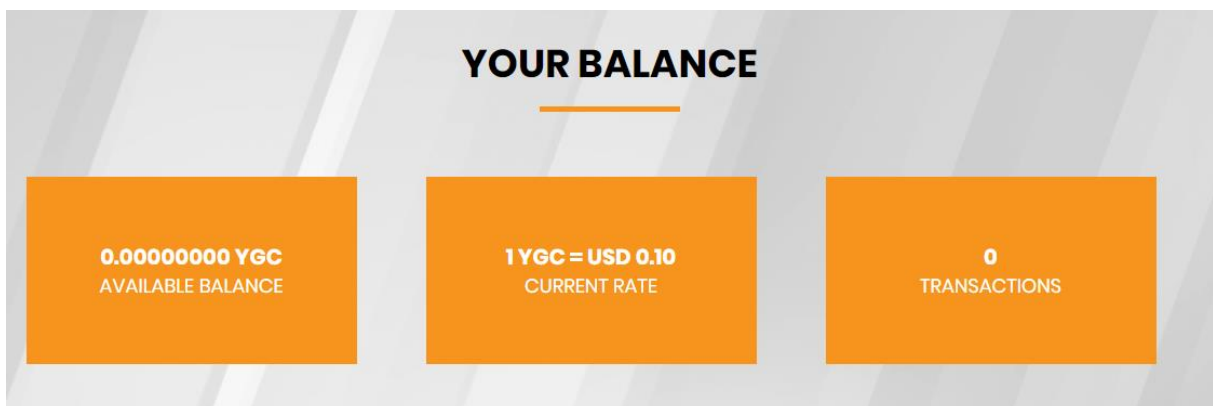 YOUR BALANCE
0.00000000 YGC
AVAILABLE BALANCE
1 YGC = USD 0.10
CURRENT RATE
0
TRANSACTIONS